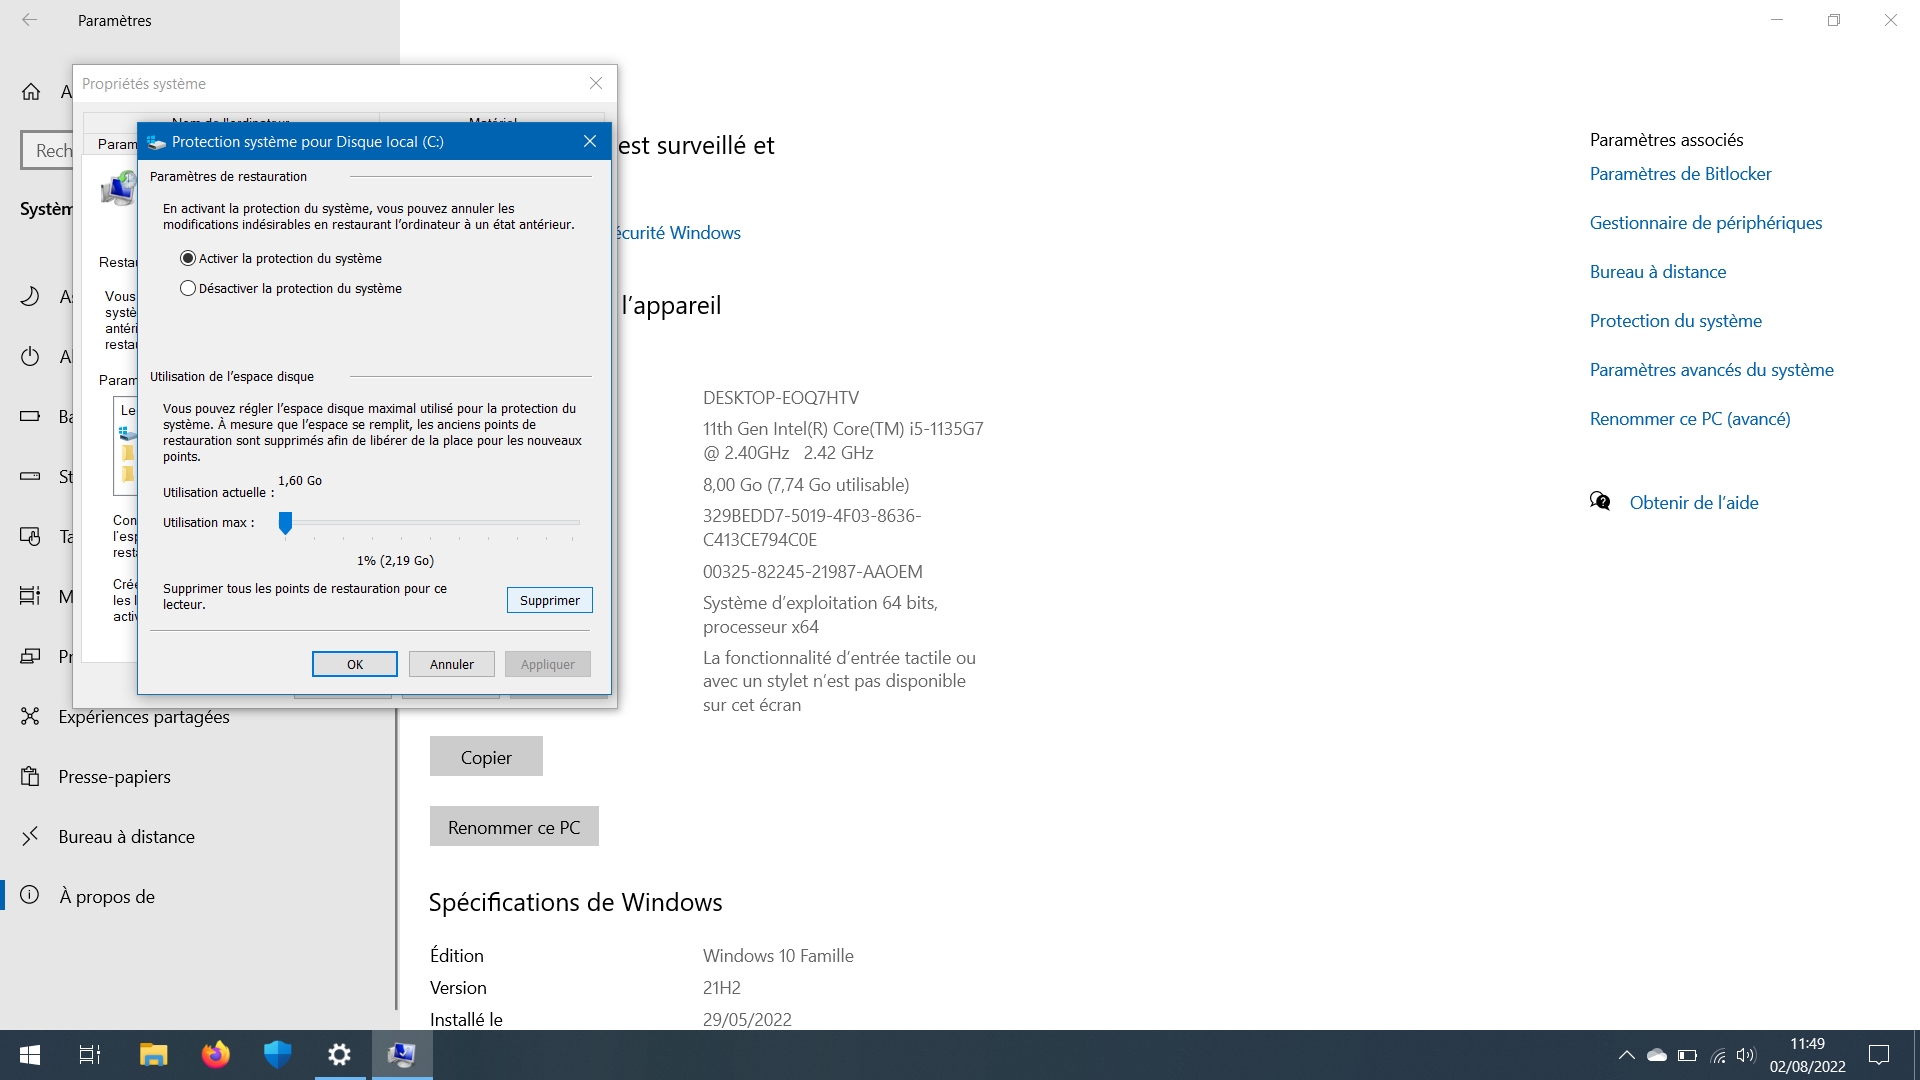 Paramètres
Propriétés système
Rech
Systèm
Param
Restau
Vous
systè
antéri
restau
Param
Le
Con
l'esp
resta
Crée
les l
activ
Protection système pour Disque local (C:)
Paramètres de restauration
En activant la protection du système, vous pouvez annuler les
modifications indésirables en restaurant l'ordinateur à un état antérieur.
Activer la protection du système
Désactiver la protection du système
Utilisation de l'espace disque
Vous pouvez régler l'espace disque maximal utilisé pour la protection du
système. À mesure que l'espace se remplit, les anciens points de
restauration sont supprimés afin de libérer de la place pour les nouveaux
points.
Utilisation actuelle : 1,60 Go
Utilisation max :
1% (2,19 Go)
Supprimer tous les points de restauration pour ce
lecteur.
Supprimer
OK
Annuler
Appliquer
Expériences partagées
Presse-papiers
Bureau à distance
À propos de
est surveillé et
écurité Windows
l'appareil
DESKTOP-EOQ7HTV
11th Gen Intel(R) Core(TM) i5-1135G7
@ 2.40GHz 2.42 GHz
8,00 Go (7,74 Go utilisable)
329BEDD7-5019-4F03-8636-
C413CE794C0E
00325-82245-21987-AAOEM
Système d'exploitation 64 bits,
processeur x64
La fonctionnalité d'entrée tactile ou
avec un stylet n'est pas disponible
sur cet écran
Copier
Renommer ce PC
Spécifications de Windows
Édition Windows 10 Famille
Version 21H2
Installé le 29/05/2022
Paramètres associés
Paramètres de Bitlocker
Gestionnaire de périphériques
Bureau à distance
Protection du système
Paramètres avancés du système
Renommer ce PC (avancé)
Obtenir de l'aide
11:49
02/08/2022